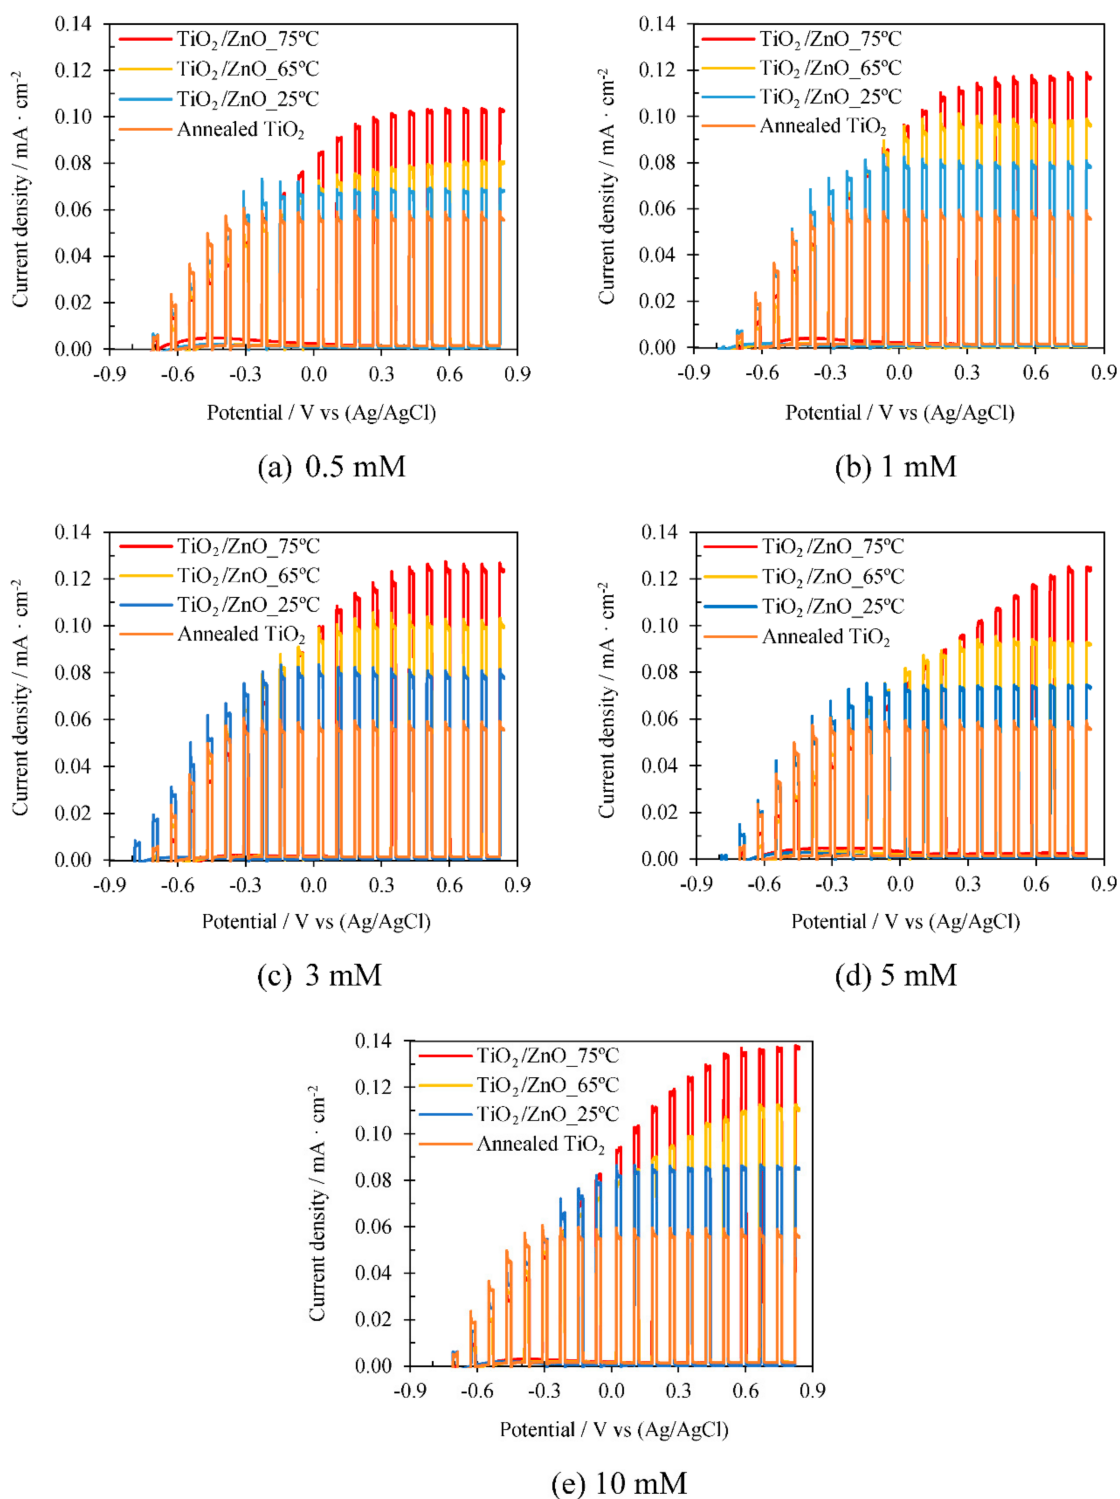 0.14
0.12
0.10
0.08
0.06
0.04
0.02
0.00
Current density / mA · cm⁻²
TiO₂/ZnO_75ºC
TiO₂/ZnO_65ºC
TiO₂/ZnO_25ºC
Annealed TiO₂
-0.9 -0.6 -0.3 0.0 0.3 0.6 0.9
Potential / V vs (Ag/AgCl)
(a) 0.5 mM
0.14
0.12
0.10
0.08
0.06
0.04
0.02
0.00
Current density / mA · cm⁻²
TiO₂/ZnO_75ºC
TiO₂/ZnO_65ºC
TiO₂/ZnO_25ºC
Annealed TiO₂
-0.9 -0.6 -0.3 0.0 0.3 0.6 0.9
Potential / V vs (Ag/AgCl)
(b) 1 mM
0.14
0.12
0.10
0.08
0.06
0.04
0.02
0.00
Current density / mA · cm⁻²
TiO₂/ZnO_75ºC
TiO₂/ZnO_65ºC
TiO₂/ZnO_25ºC
Annealed TiO₂
-0.9 -0.6 -0.3 0.0 0.3 0.6 0.9
Potential / V vs (Ag/AgCl)
(c) 3 mM
0.14
0.12
0.10
0.08
0.06
0.04
0.02
0.00
Current density / mA · cm⁻²
TiO₂/ZnO_75ºC
TiO₂/ZnO_65ºC
TiO₂/ZnO_25ºC
Annealed TiO₂
-0.9 -0.6 -0.3 0.0 0.3 0.6 0.9
Potential / V vs (Ag/AgCl)
(d) 5 mM
0.14
0.12
0.10
0.08
0.06
0.04
0.02
0.00
Current density / mA · cm⁻²
TiO₂/ZnO_75ºC
TiO₂/ZnO_65ºC
TiO₂/ZnO_25ºC
Annealed TiO₂
-0.9 -0.6 -0.3 0.0 0.3 0.6 0.9
Potential / V vs (Ag/AgCl)
(e) 10 mM